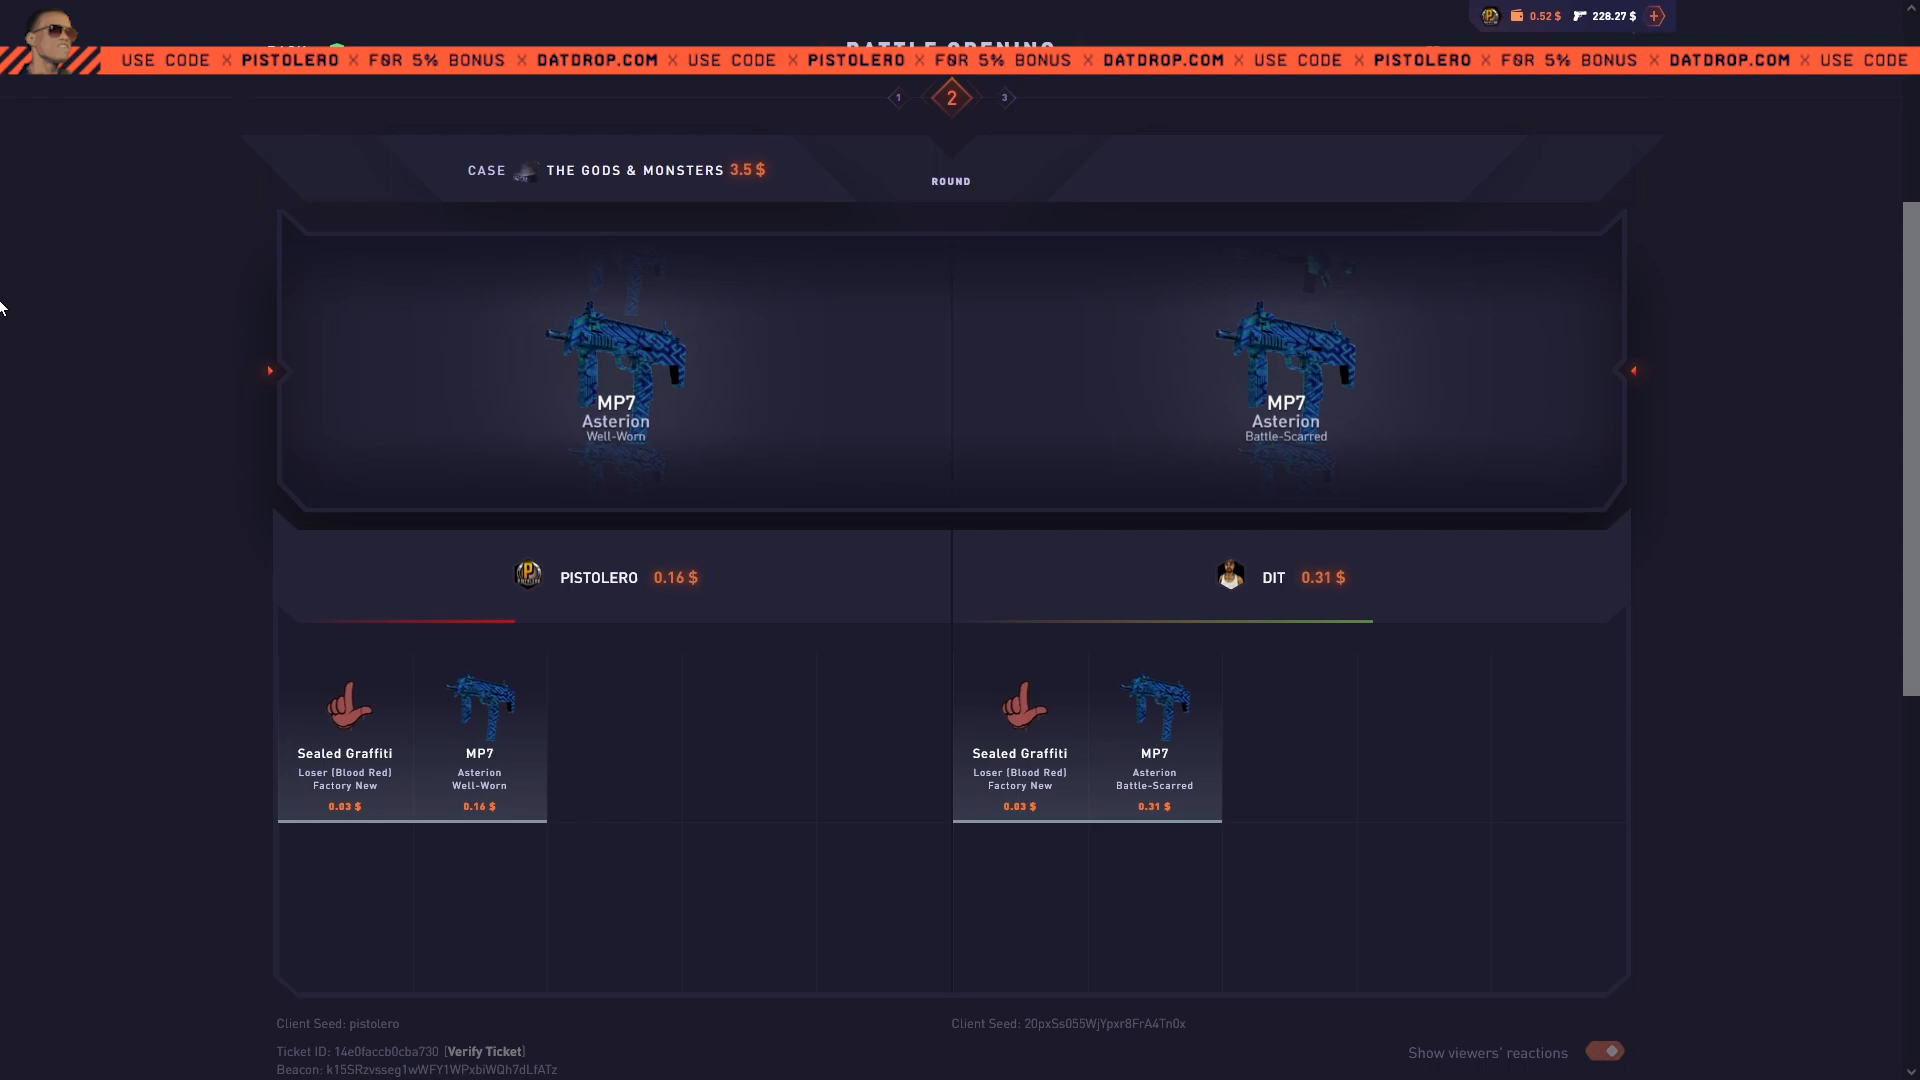 0.52 $ 228.27 $
BATTLE OPENING
USE CODE X PISTOLERO X FØR 5% BONUS X DATDROP.COM X USE CODE X PISTOLERO X FØR 5% BONUS X DATDROP.COM X USE CODE X PISTOLERO X FØR 5% BONUS X DATDROP.COM X USE CODE
1 2 3
CASE THE GODS & MONSTERS 3.5 $
ROUND
MP7
Asterion
Well-Worn
MP7
Asterion
Battle-Scarred
PISTOLERO 0.16 $
DIT 0.31 $
Sealed Graffiti
Loser (Blood Red)
Factory New
0.03 $
MP7
Asterion
Well-Worn
0.16 $
Sealed Graffiti
Loser (Blood Red)
Factory New
0.03 $
MP7
Asterion
Battle-Scarred
0.31 $
Client Seed: pistolero
Client Seed: 20pxSs055WjYpxr8FrA4Tn0x
Ticket ID: 14e0faccb0cba730 [Verify Ticket]
Show viewers' reactions
Beacon: k15SRzvsseg1wWFY1WPxbiWQh7dLfATz